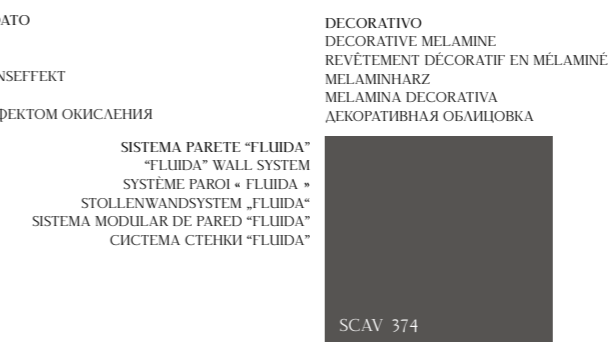 DECORATIVO
DECORATIVE MELAMINE
REVÊTEMENT DÉCORATIF EN MÉLAMINÉ
MELAMINHARZ
MELAMINA DECORATIVA
ДЕКОРАТИВНАЯ ОБЛИЦОВКА
ОКИСЛЕНИЯ
SISTEMA PARETE “FLUIDA”
“FLUIDA” WALL SYSTEM
SYSTÈME PAROI « FLUIDA »
STOLLENWANDSYSTEM „FLUIDA“
SISTEMA MODULAR DE PARED “FLUIDA”
СИСТЕМА СТЕНКИ “FLUIDA”
SCAV 374